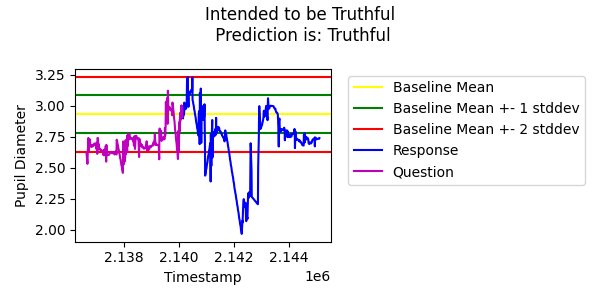 Intended to be Truthful
Prediction is: Truthful
Pupil Diameter
3.25
3.00
2.75
2.50
2.25
2.00
2.138
2.140
2.142
2.144
1e6
Timestamp
Baseline Mean
Baseline Mean +- 1 stddev
Baseline Mean +- 2 stddev
Response
Question